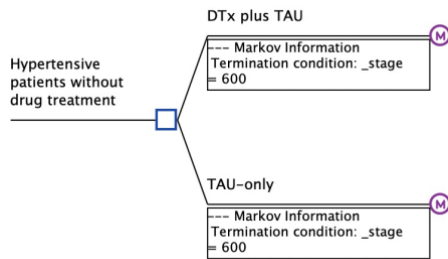 DTx plus TAU
M
--- Markov Information
Termination condition: _stage
= 600
Hypertensive
patients without
drug treatment
TAU-only
M
--- Markov Information
Termination condition: _stage
= 600